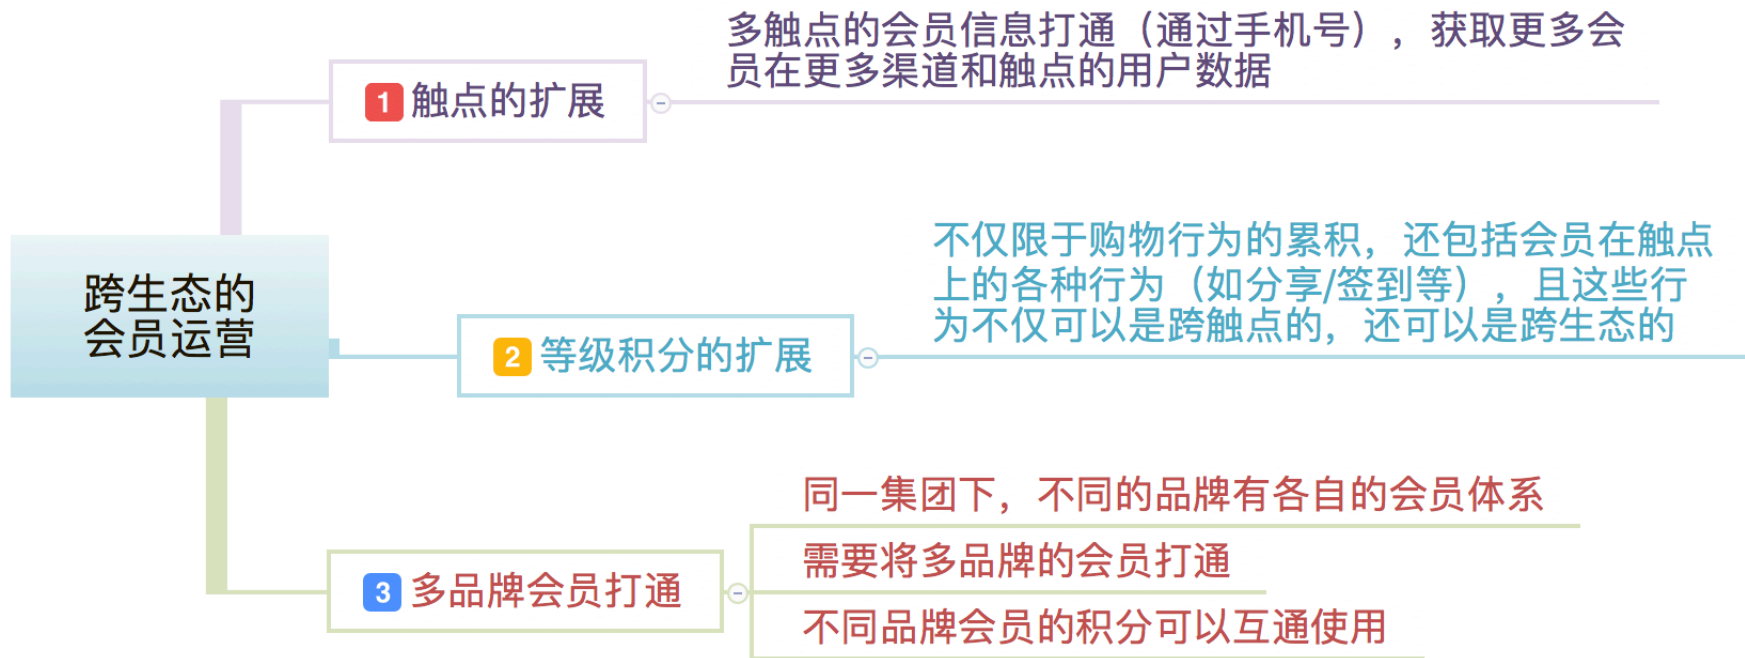 多触点的会员信息打通（通过手机号），获取更多会
员在更多渠道和触点的用户数据
1 触点的扩展
不仅限于购物行为的累积，还包括会员在触点
上的各种行为（如分享/签到等），且这些行
为不仅可以是跨触点的，还可以是跨生态的
跨生态的
会员运营
2 等级积分的扩展
同一集团下，不同的品牌有各自的会员体系
需要将多品牌的会员打通
3 多品牌会员打通
不同品牌会员的积分可以互通使用